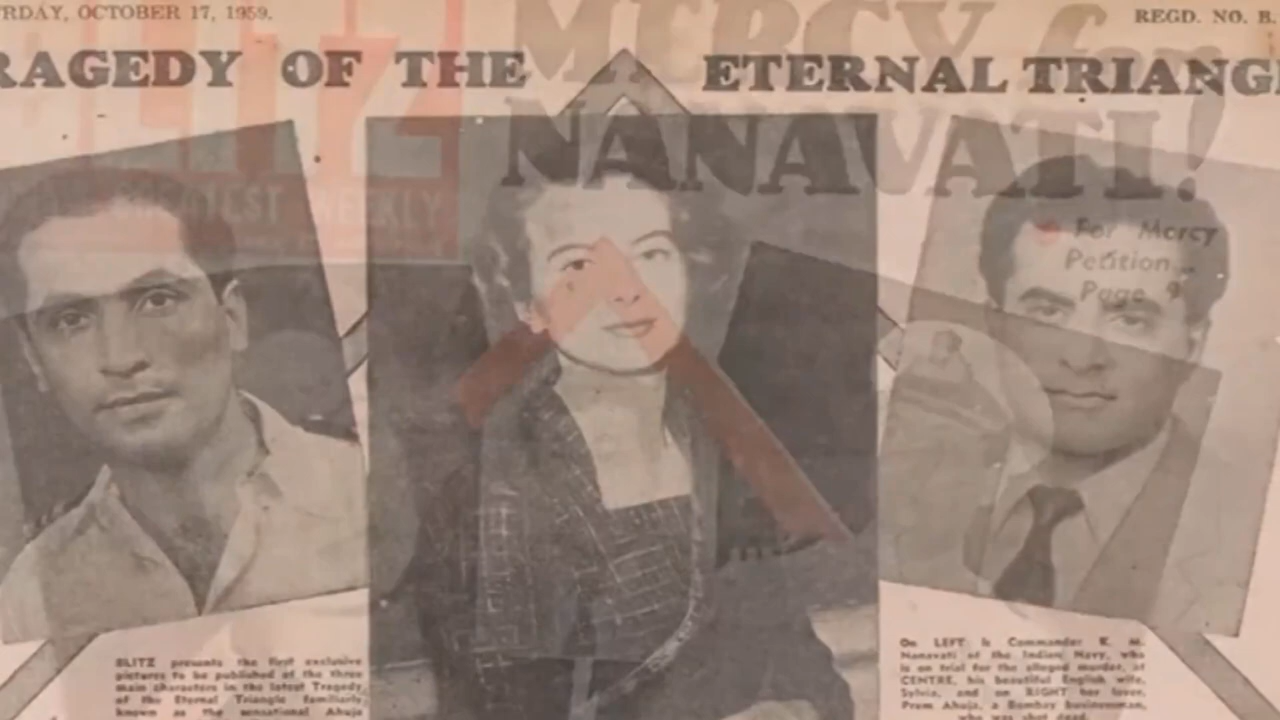 RDAY, OCTOBER 17, 1959.
REGD. NO. B.
MERCY for
RAGEDY OF THE ETERNAL TRIANG
BLITZ
NANAVATI!
GREATEST WEEKLY
For Mercy
Petition
Page 9
BLITZ presents the first exclusive
pictures to be published of the three
main characters in the latest Tragedy
of the Eternal Triangle familiarly
known as the sensational Ahuja
On LEFT is Commander K. M.
Nanavati of the Indian Navy, who
is on trial for the alleged murder, at
CENTRE, his beautiful English wife,
Sylvia, and on RIGHT her lover,
Prem Ahuja, a Bombay businessman,
who was shot dead.